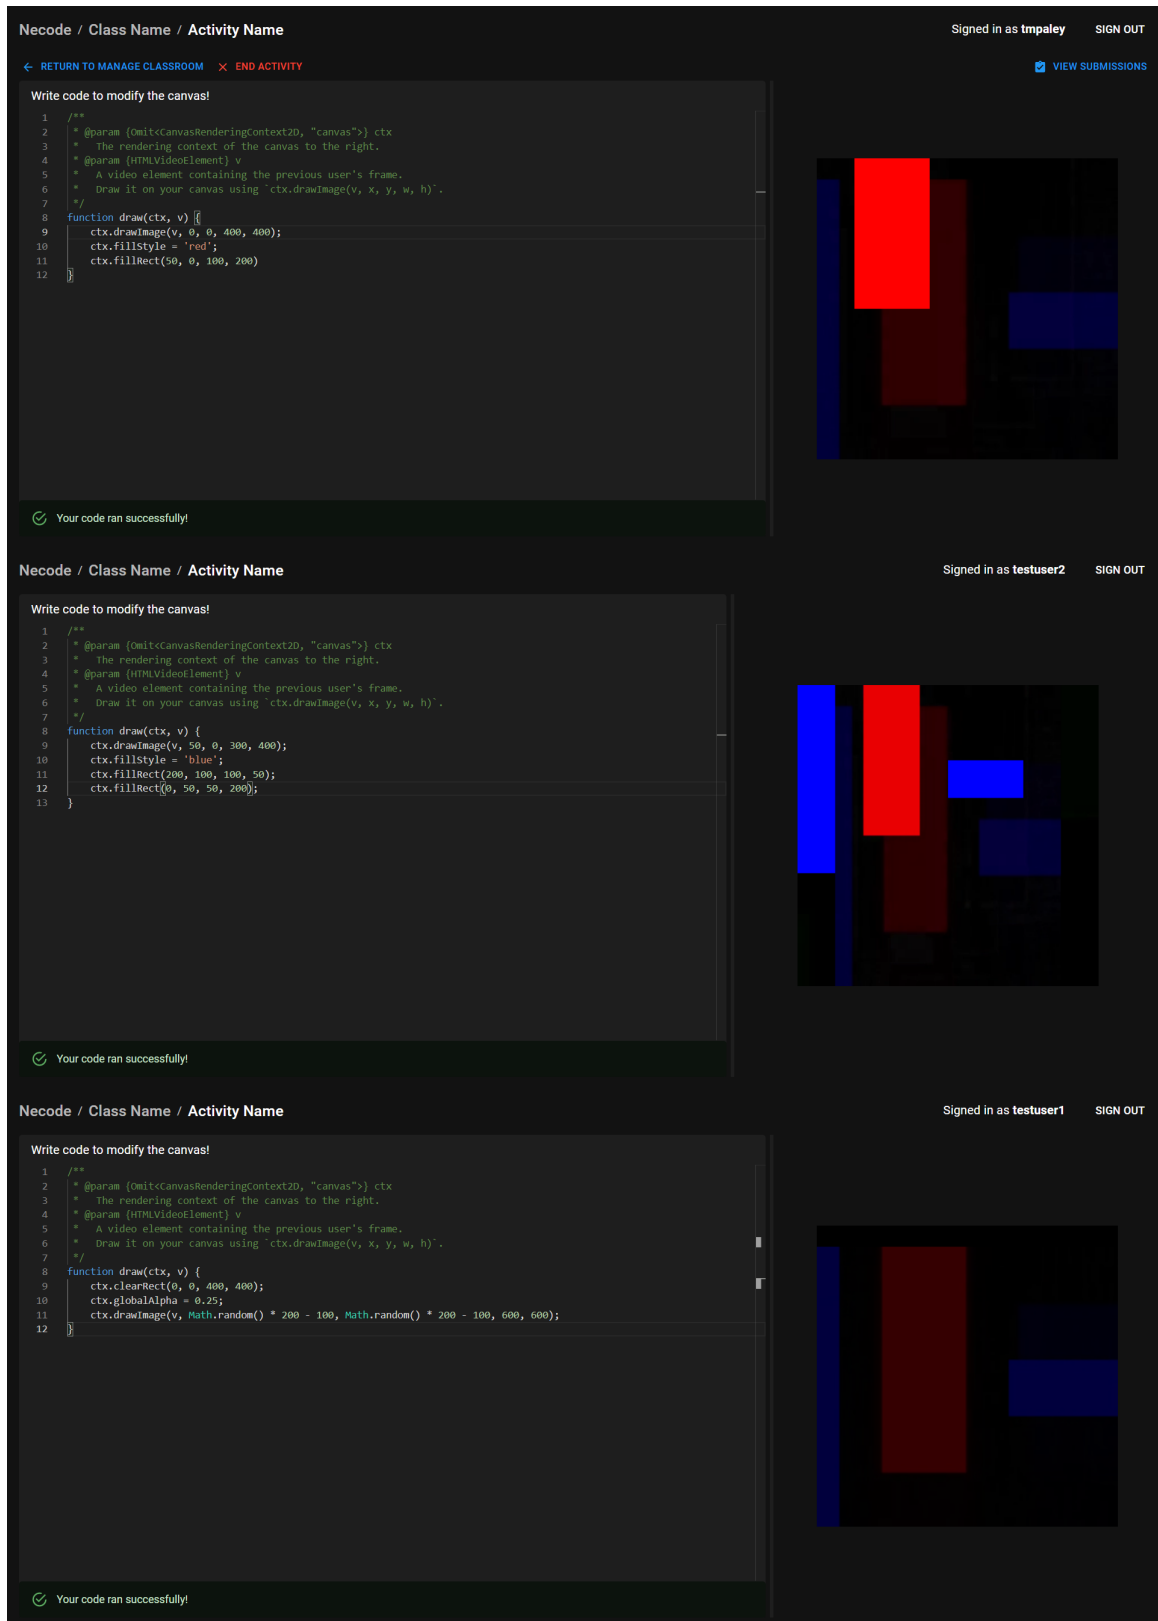 Necode / Class Name / Activity Name Signed in as tmpaley SIGN OUT
RETURN TO MANAGE CLASSROOM END ACTIVITY VIEW SUBMISSIONS
Write code to modify the canvas!
1 /**
2 * @param {Omit<CanvasRenderingContext2D, "canvas">} ctx
3 *   The rendering context of the canvas to the right.
4 * @param {HTMLVideoElement} v
5 *   A video element containing the previous user's frame.
6 *   Draw it on your canvas using `ctx.drawImage(v, x, y, w, h)`.
7 */
8 function draw(ctx, v) {
9     ctx.drawImage(v, 0, 0, 400, 400);
10     ctx.fillStyle = 'red';
11     ctx.fillRect(50, 0, 100, 200)
12 }
Your code ran successfully!
Necode / Class Name / Activity Name Signed in as testuser2 SIGN OUT
Write code to modify the canvas!
1 /**
2 * @param {Omit<CanvasRenderingContext2D, "canvas">} ctx
3 *   The rendering context of the canvas to the right.
4 * @param {HTMLVideoElement} v
5 *   A video element containing the previous user's frame.
6 *   Draw it on your canvas using `ctx.drawImage(v, x, y, w, h)`.
7 */
8 function draw(ctx, v) {
9     ctx.drawImage(v, 50, 0, 300, 400);
10     ctx.fillStyle = 'blue';
11     ctx.fillRect(200, 100, 100, 50);
12     ctx.fillRect(0, 50, 50, 200);
13 }
Your code ran successfully!
Necode / Class Name / Activity Name Signed in as testuser1 SIGN OUT
Write code to modify the canvas!
1 /**
2 * @param {Omit<CanvasRenderingContext2D, "canvas">} ctx
3 *   The rendering context of the canvas to the right.
4 * @param {HTMLVideoElement} v
5 *   A video element containing the previous user's frame.
6 *   Draw it on your canvas using `ctx.drawImage(v, x, y, w, h)`.
7 */
8 function draw(ctx, v) {
9     ctx.clearRect(0, 0, 400, 400);
10     ctx.globalAlpha = 0.25;
11     ctx.drawImage(v, Math.random() * 200 - 100, Math.random() * 200 - 100, 600, 600);
12 }
Your code ran successfully!